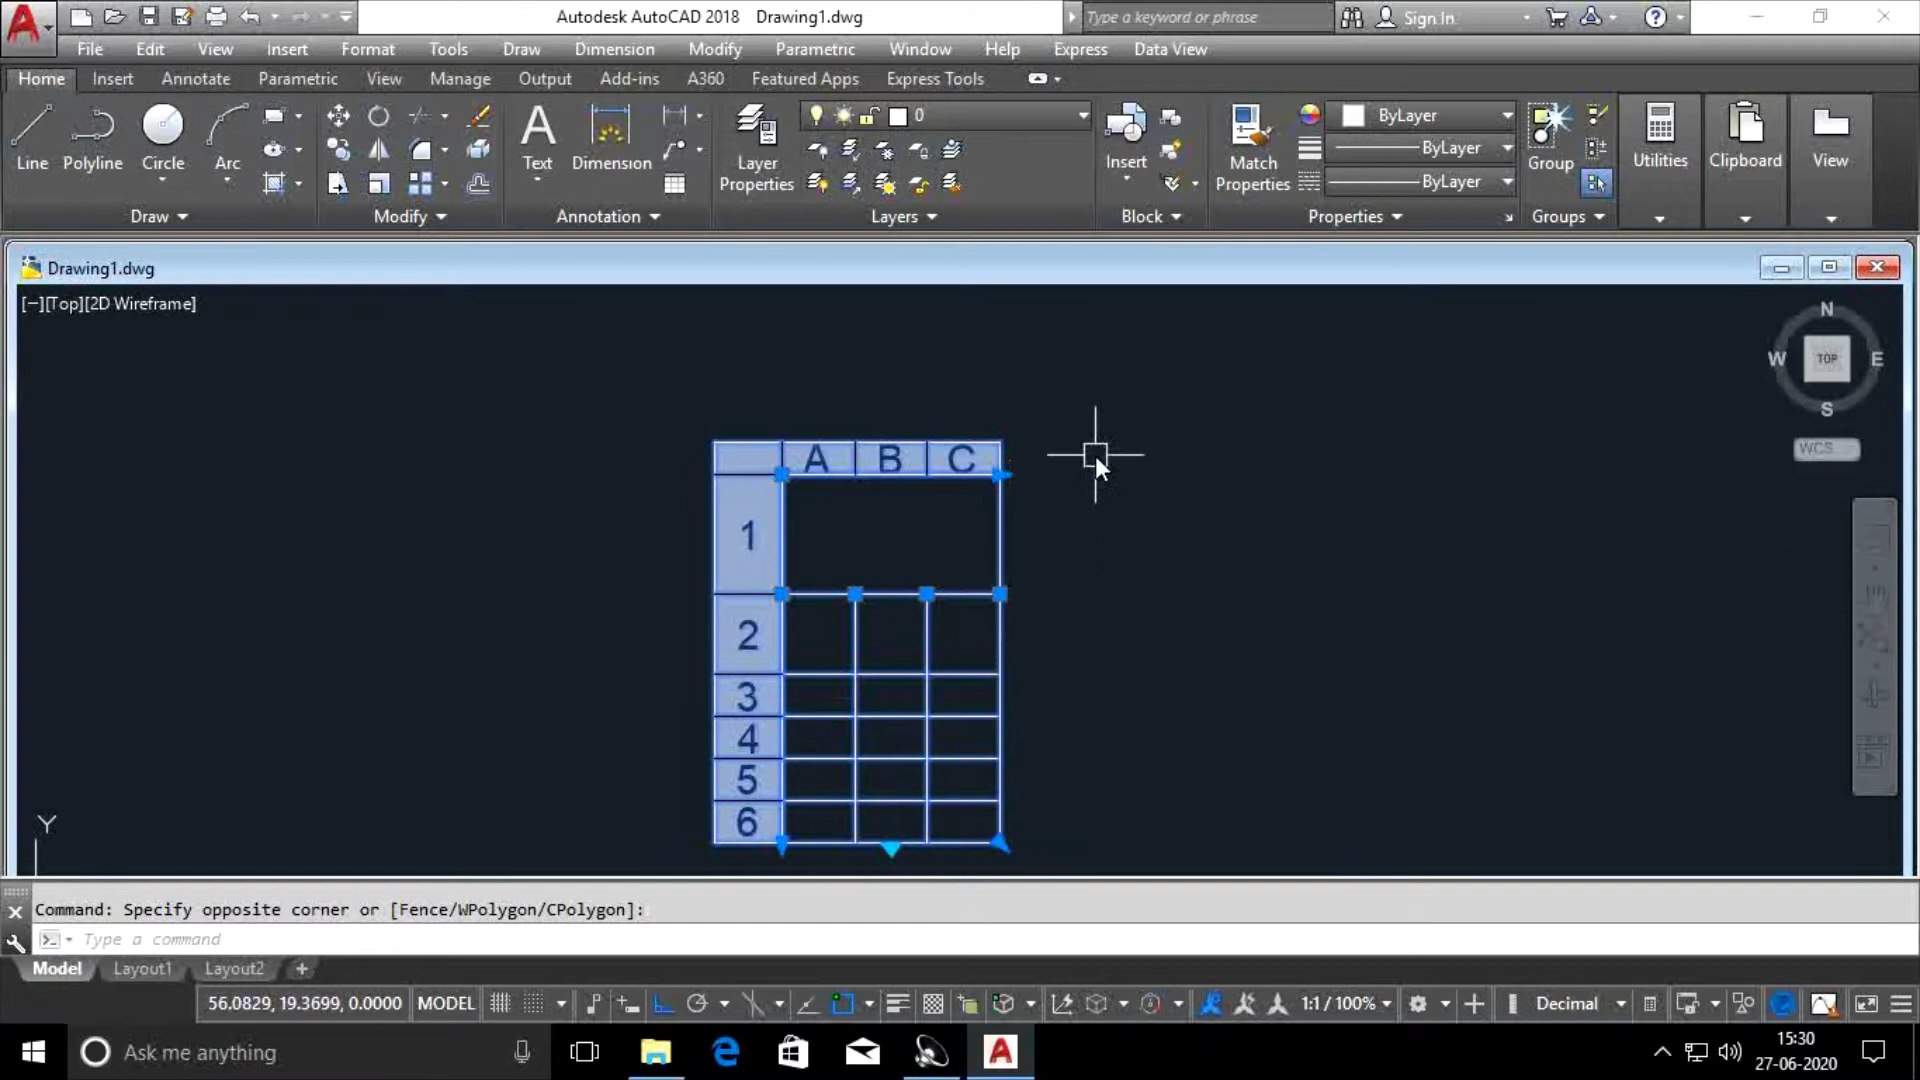 Autodesk AutoCAD 2018 Drawing1.dwg
Type a keyword or phrase
Sign In
File Edit View Insert Format Tools Draw Dimension Modify Parametric Window Help Express Data View
Home Insert Annotate Parametric View Manage Output Add-ins A360 Featured Apps Express Tools
Line Polyline Circle Arc
Text Dimension
Layer Properties
0
Insert
Match Properties
ByLayer
ByLayer
ByLayer
Group
Utilities
Clipboard
View
Draw Modify Annotation Layers Block Properties Groups
Drawing1.dwg
[−][Top][2D Wireframe]
N
W TOP E
S
WCS
A B C
1
2
3
4
5
6
Y
Command: Specify opposite corner or [Fence/WPolygon/CPolygon]:
Type a command
Model Layout1 Layout2 +
56.0829, 19.3699, 0.0000 MODEL 1:1 / 100% Decimal
Ask me anything
15:30
27-06-2020